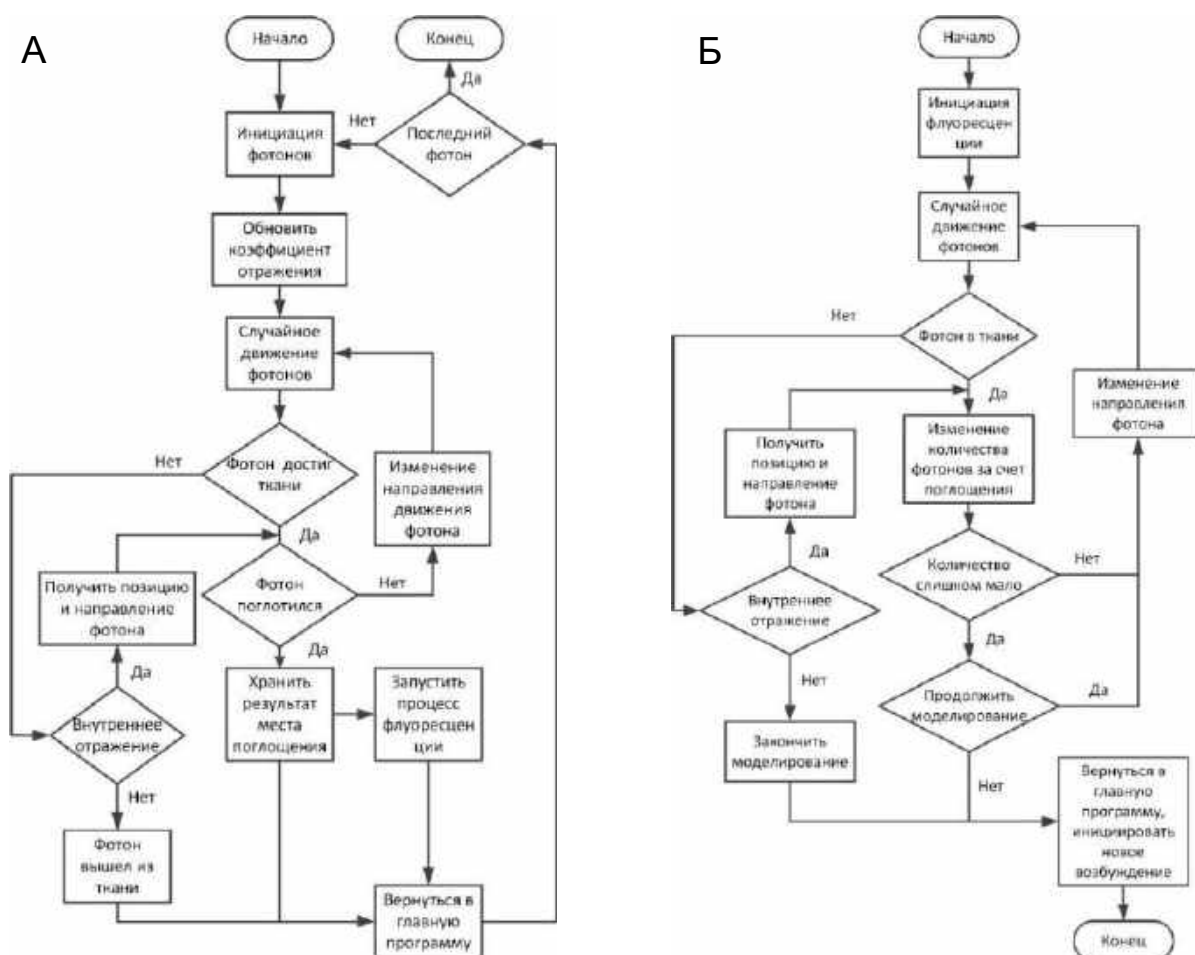 А
Начало
Конец
Да
Нет
Последний
фотон
Инициация
фотонов
Обновить
коэффициент
отражения
Случайное
движение
фотонов
Нет
Фотон достиг
ткани
Изменение
направления
движения
фотона
Да
Получить позицию
и направление
фотона
Фотон
поглотился
Нет
Да
Да
Хранить
результат
места
поглощения
Запустить
процесс
флуоресцен
ции
Внутреннее
отражение
Нет
Фотон
вышел из
ткани
Вернуться в
главную
программу
Б
Начало
Инициация
флуоресцен
ции
Случайное
движение
фотонов
Нет
Фотон в ткани
Да
Изменение
направления
фотона
Получить
позицию и
направление
фотона
Изменение
количества
фотонов за счет
поглощения
Да
Количество
слишком мало
Нет
Внутреннее
отражение
Да
Нет
Продолжить
моделирование
Да
Закончить
моделирование
Нет
Вернуться в
главную
программу,
инициировать
новое
возбуждение
Конец